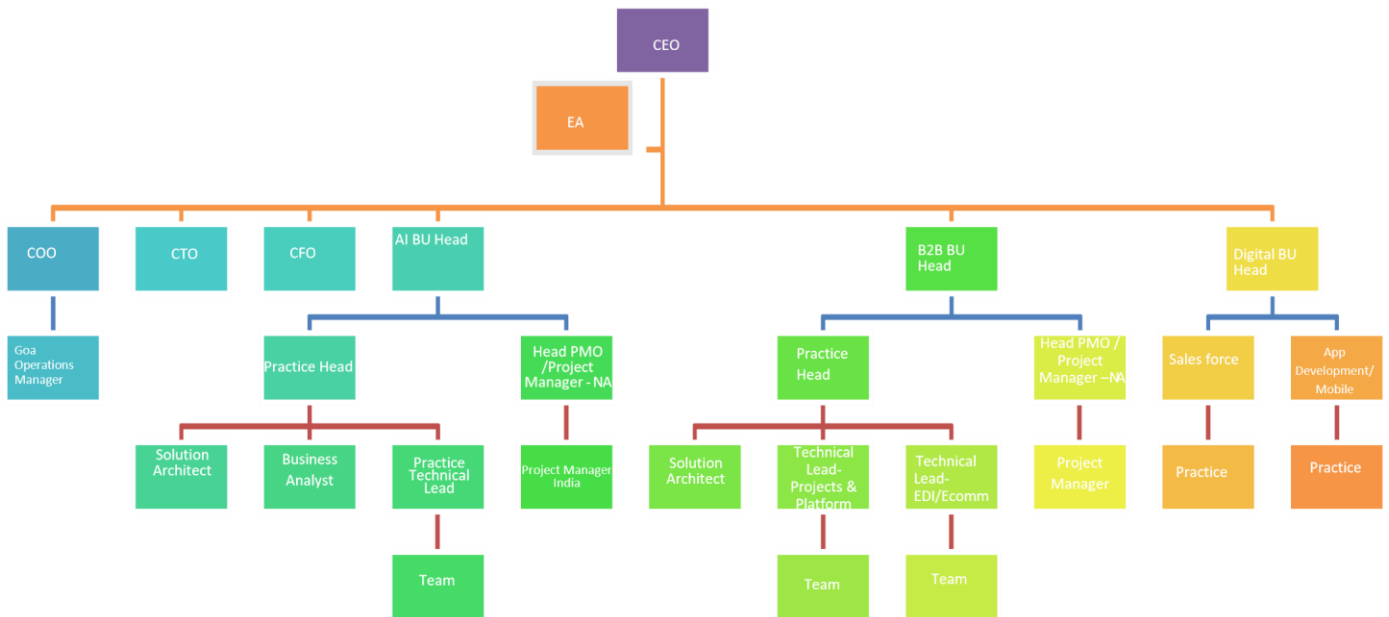 CEO
EA
COO
CTO
CFO
AI BU Head
B2B BU
Head
Digital BU
Head
Goa
Operations
Manager
Practice Head
Head PMO
/Project
Manager - NA
Practice
Head
Head PMO /
Project
Manager –NA
Sales force
App
Development/
Mobile
Solution
Architect
Business
Analyst
Practice
Technical
Lead
Project Manager
India
Solution
Architect
Technical
Lead-
Projects &
Platform
Technical
Lead-
EDI/Ecomm
Project
Manager
Practice
Practice
Team
Team
Team